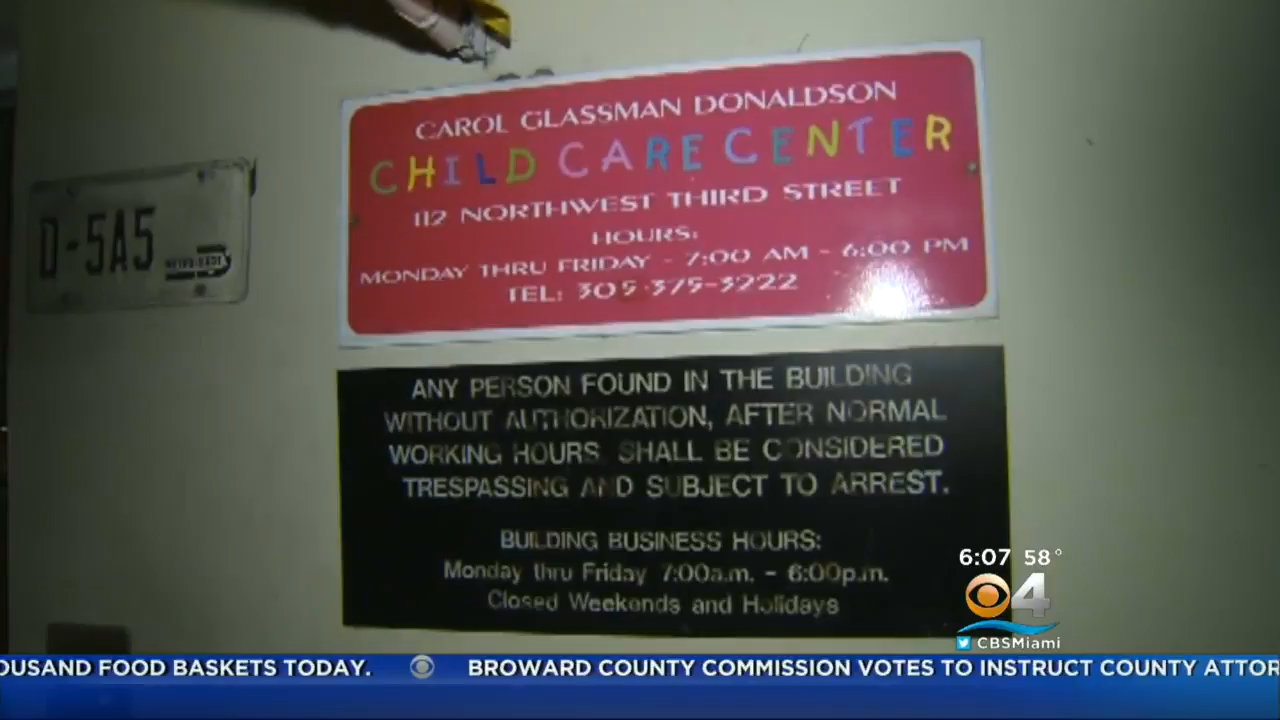 CAROL GLASSMAN DONALDSON
CHILD CARE CENTER
112 NORTHWEST THIRD STREET
HOURS:
MONDAY THRU FRIDAY - 7:00 AM - 6:00 PM
TEL: 305-375-3222
D-5A5
METRO-DADE
ANY PERSON FOUND IN THE BUILDING
WITHOUT AUTHORIZATION, AFTER NORMAL
WORKING HOURS SHALL BE CONSIDERED
TRESPASSING AND SUBJECT TO ARREST.
BUILDING BUSINESS HOURS:
Monday thru Friday 7:00a.m. - 6:00p.m.
Closed Weekends and Holidays
6:07 58°
4
CBSMiami
OUSAND FOOD BASKETS TODAY. BROWARD COUNTY COMMISSION VOTES TO INSTRUCT COUNTY ATTOR